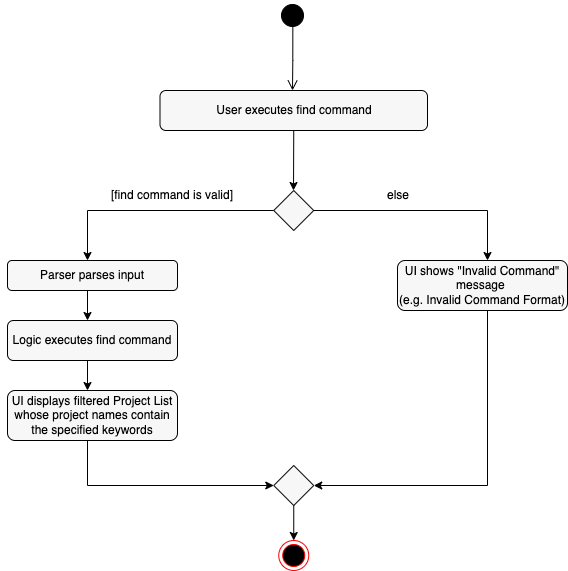 User executes find command
[find command is valid]
else
Parser parses input
UI shows "Invalid Command"
message
(e.g. Invalid Command Format)
Logic executes find command
UI displays filtered Project List
whose project names contain
the specified keywords